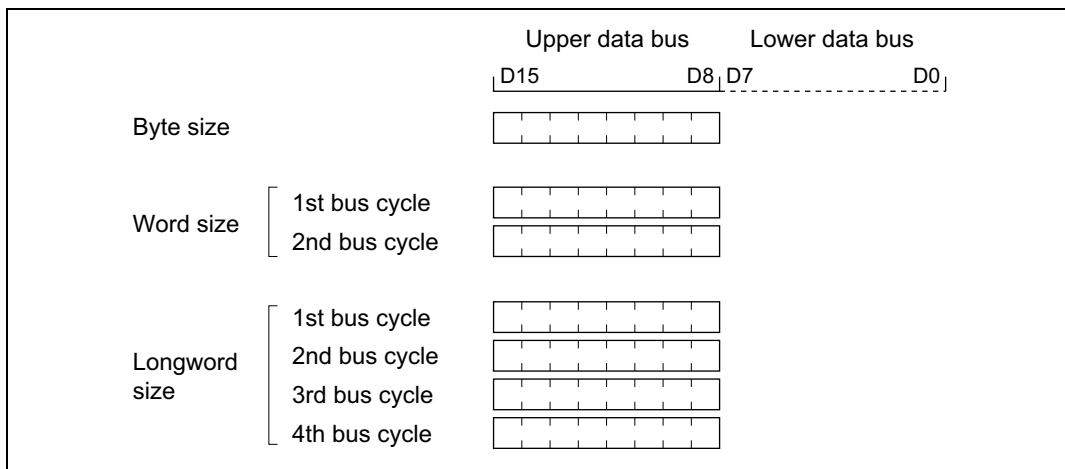 Upper data bus Lower data bus
D15 D8 D7 D0
Byte size
Word size
1st bus cycle
2nd bus cycle
Longword
size
1st bus cycle
2nd bus cycle
3rd bus cycle
4th bus cycle